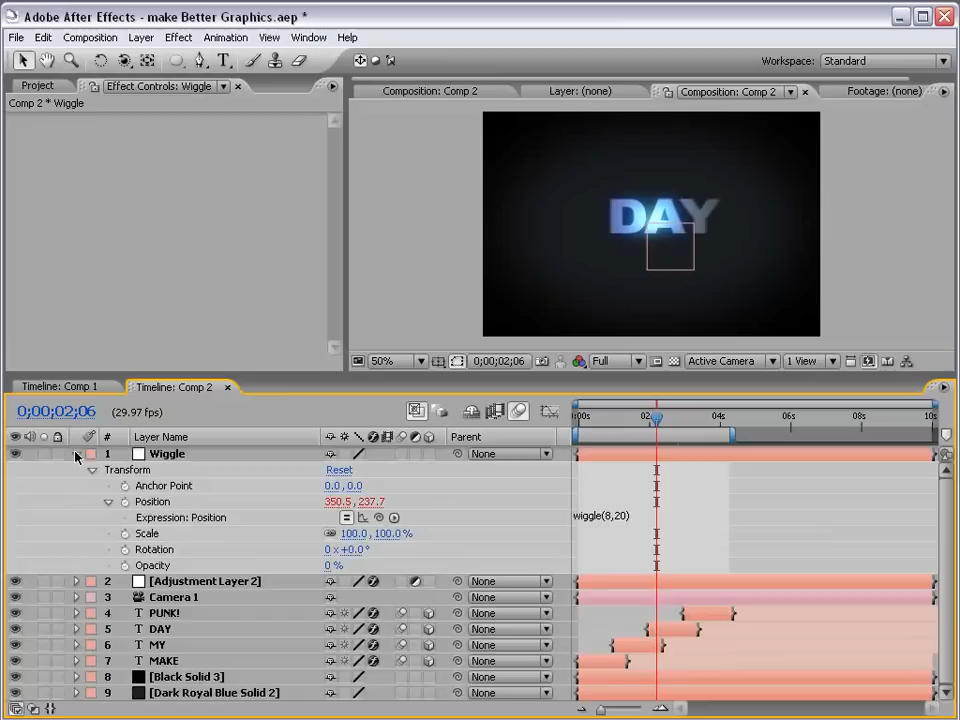 Adobe After Effects - make Better Graphics.aep *
File Edit Composition Layer Effect Animation View Window Help
Workspace: Standard
Project Effect Controls: Wiggle
Comp 2 * Wiggle
Composition: Comp 2 Layer: (none) Composition: Comp 2 Footage: (none)
DAY
50% 0;00;02;06 Full Active Camera 1 View
Timeline: Comp 1 Timeline: Comp 2
0;00;02;06 (29.97 fps)
:00s 02s 04s 06s 08s 10s
# Layer Name Parent
1 Wiggle None
Transform Reset
Anchor Point 0.0, 0.0
Position 350.5, 237.7
Expression: Position wiggle(8,20)
Scale 100.0, 100.0%
Rotation 0 x +0.0°
Opacity 0%
2 [Adjustment Layer 2] None
3 Camera 1 None
4 T PUNK! None
5 T DAY None
6 T MY None
7 T MAKE None
8 [Black Solid 3] None
9 [Dark Royal Blue Solid 2] None